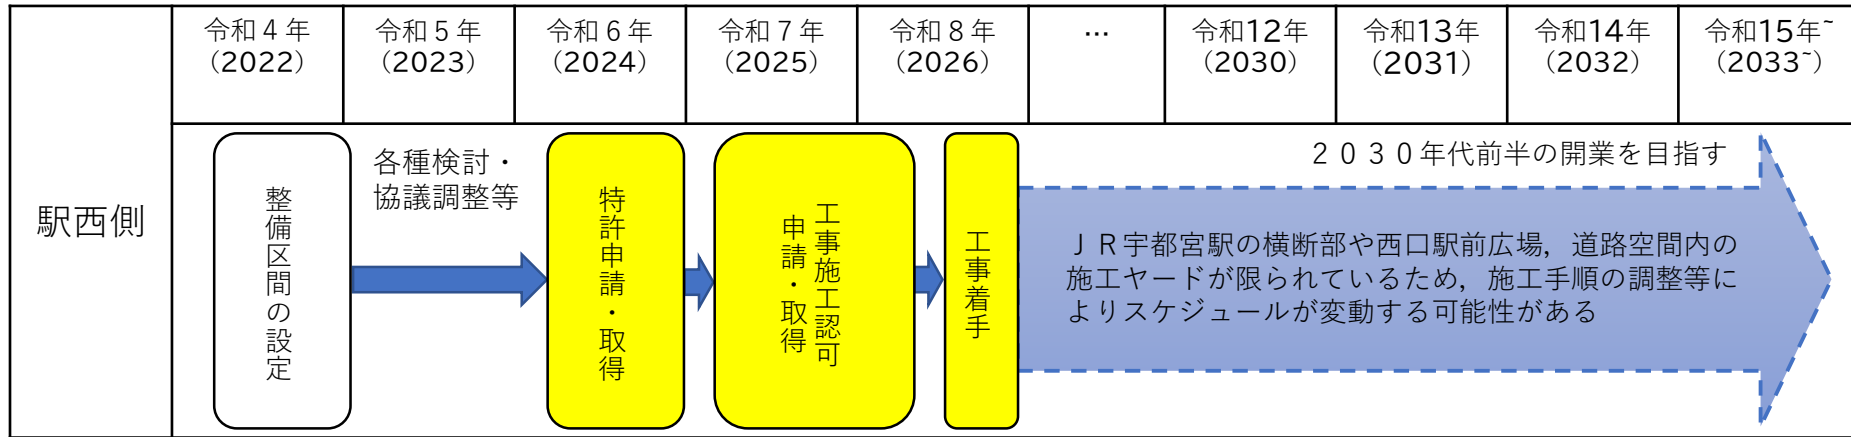 令和４年
（2022）
令和５年
（2023）
令和６年
（2024）
令和７年
（2025）
令和８年
（2026）
…
令和12年
（2030）
令和13年
（2031）
令和14年
（2032）
令和15年~
（2033~）
駅西側
整備区間の設定
各種検討・
協議調整等
特許申請・取得
工事施工認可
申請・取得
工事着手
２０３０年代前半の開業を目指す
ＪＲ宇都宮駅の横断部や西口駅前広場，道路空間内の
施工ヤードが限られているため，施工手順の調整等に
よりスケジュールが変動する可能性がある